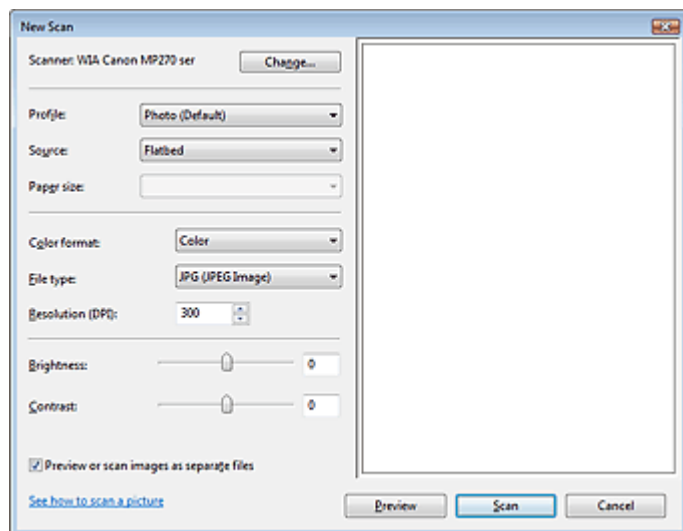 New Scan
Scanner: WIA Canon MP270 ser
Change...
Profile:
Photo (Default)
Source:
Flatbed
Paper size:
Color format:
Color
File type:
JPG (JPEG Image)
Resolution (DPI):
300
Brightness:
0
Contrast:
0
Preview or scan images as separate files
See how to scan a picture
Preview
Scan
Cancel